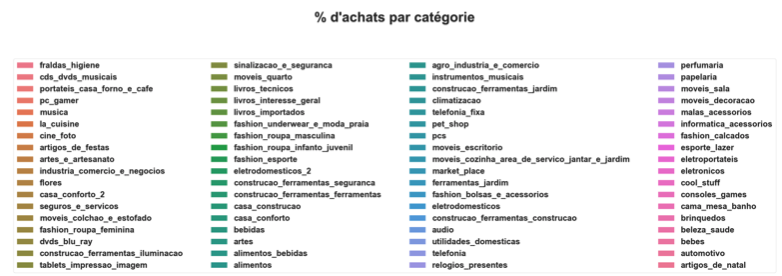 % d'achats par catégorie
fraldas_higiene
cds_dvds_musicais
portateis_casa_forno_e_cafe
pc_gamer
musica
la_cuisine
cine_foto
artigos_de_festas
artes_e_artesanato
industria_comercio_e_negocios
flores
casa_conforto_2
seguros_e_servicos
moveis_colchao_e_estofado
fashion_roupa_feminina
dvds_blu_ray
construcao_ferramentas_iluminacao
tablets_impressao_imagem
sinalizacao_e_seguranca
moveis_quarto
livros_tecnicos
livros_interesse_geral
livros_importados
fashion_underwear_e_moda_praia
fashion_roupa_masculina
fashion_roupa_infanto_juvenil
fashion_esporte
eletrodomesticos_2
construcao_ferramentas_seguranca
construcao_ferramentas_ferramentas
casa_construcao
casa_conforto
bebidas
artes
alimentos_bebidas
alimentos
agro_industria_e_comercio
instrumentos_musicais
construcao_ferramentas_jardim
climatizacao
telefonia_fixa
pet_shop
pcs
moveis_escritorio
moveis_cozinha_area_de_servico_jantar_e_jardim
market_place
ferramentas_jardim
fashion_bolsas_e_acessorios
eletrodomesticos
construcao_ferramentas_construcao
audio
utilidades_domesticas
telefonia
relogios_presentes
perfumaria
papelaria
moveis_sala
moveis_decoracao
malas_acessorios
informatica_acessorios
fashion_calcados
esporte_lazer
eletroportateis
eletronicos
cool_stuff
consoles_games
cama_mesa_banho
brinquedos
beleza_saude
bebes
automotivo
artigos_de_natal